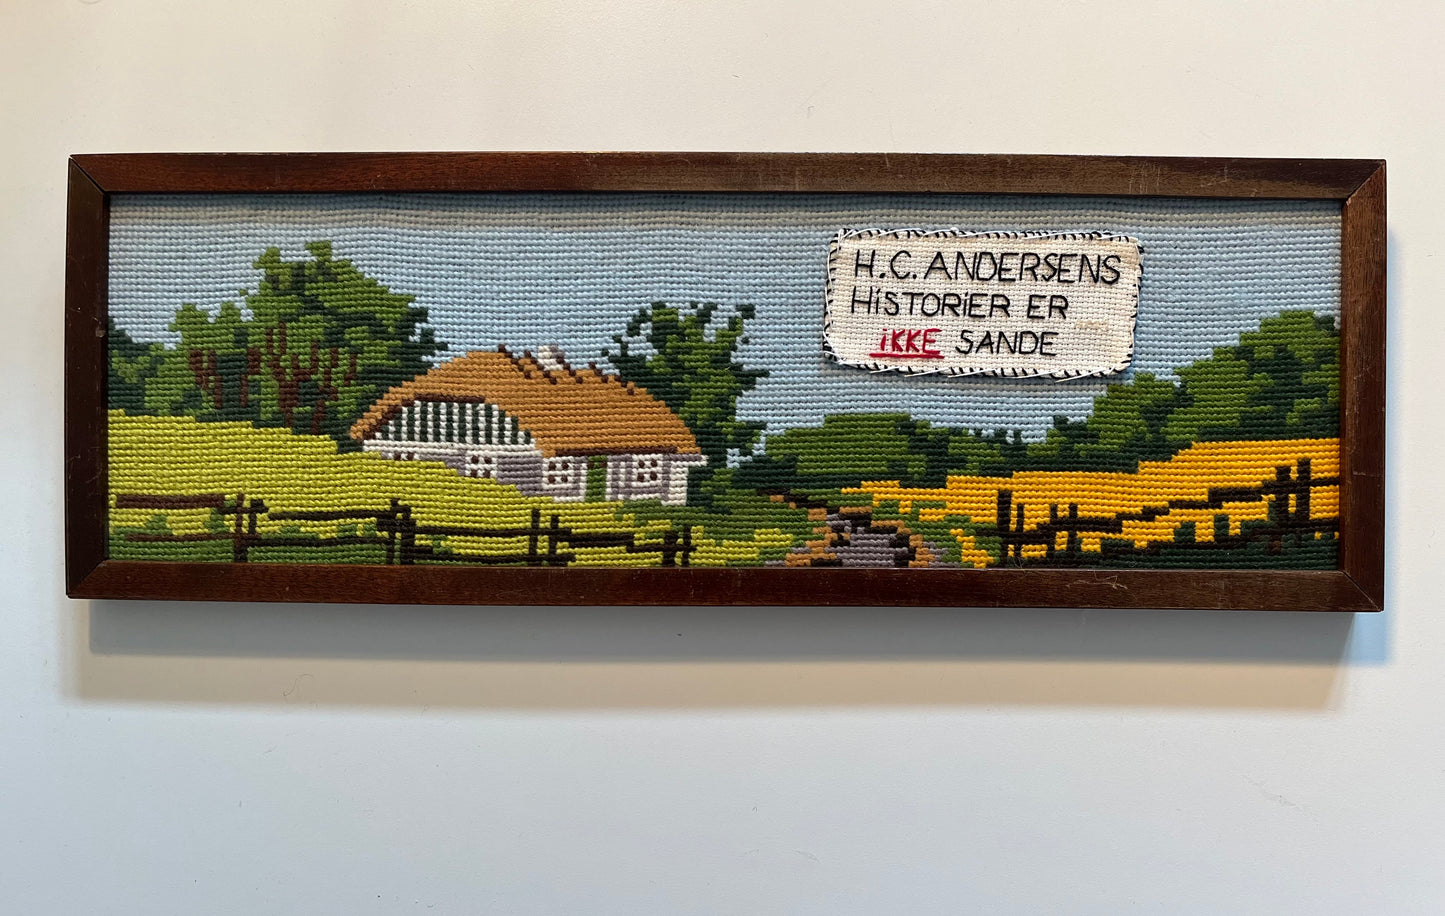 H.C. ANDERSENS
HiSTORiER ER
iKKE SANDE